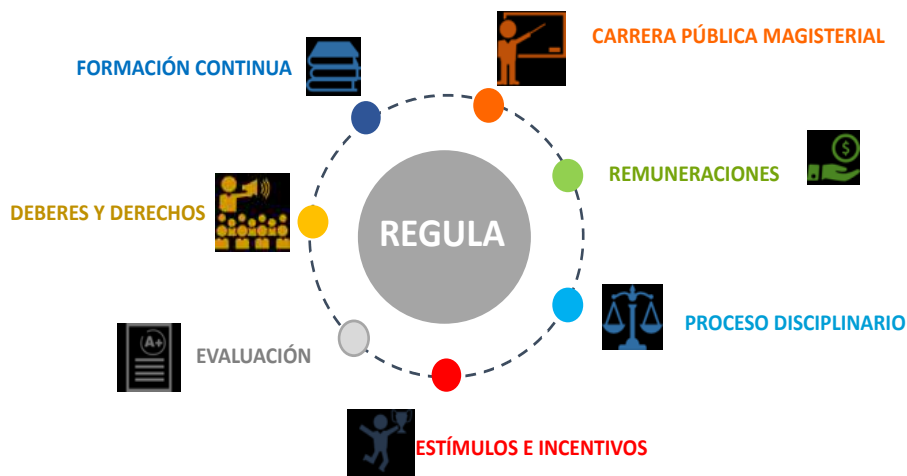 CARRERA PÚBLICA MAGISTERIAL
FORMACIÓN CONTINUA
REMUNERACIONES
DEBERES Y DERECHOS
REGULA
PROCESO DISCIPLINARIO
A+
EVALUACIÓN
ESTÍMULOS E INCENTIVOS
$